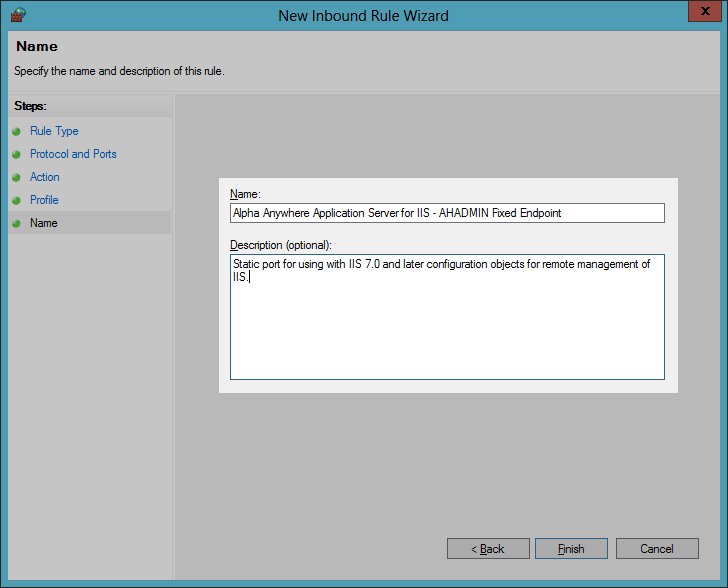 New Inbound Rule Wizard
x
Name
Specify the name and description of this rule.
Steps:
Rule Type
Protocol and Ports
Action
Profile
Name
Name:
Alpha Anywhere Application Server for IIS - AHADMIN Fixed Endpoint
Description (optional):
Static port for using with IIS 7.0 and later configuration objects for remote management of
IIS.
< Back
Finish
Cancel